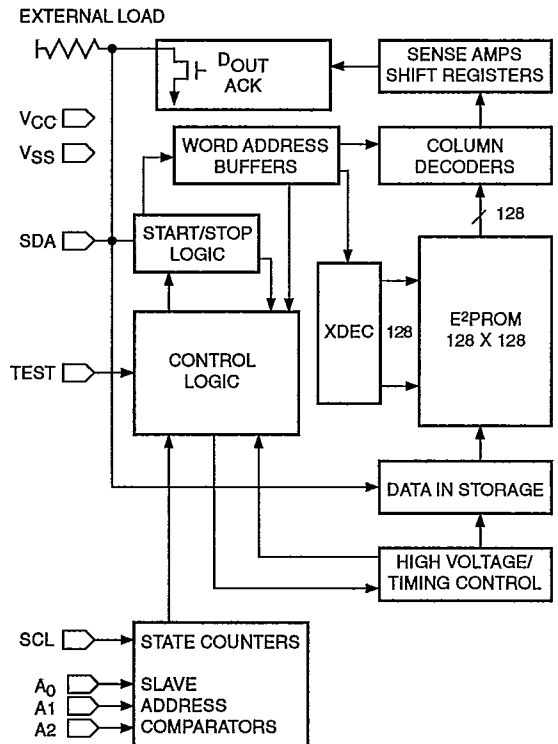 EXTERNAL LOAD
DOUT
ACK
SENSE AMPS
SHIFT REGISTERS
VCC
VSS
WORD ADDRESS
BUFFERS
COLUMN
DECODERS
128
SDA
START/STOP
LOGIC
XDEC
128
E²PROM
128 X 128
TEST
CONTROL
LOGIC
DATA IN STORAGE
HIGH VOLTAGE/
TIMING CONTROL
SCL
STATE COUNTERS
A0
SLAVE
A1
ADDRESS
A2
COMPARATORS